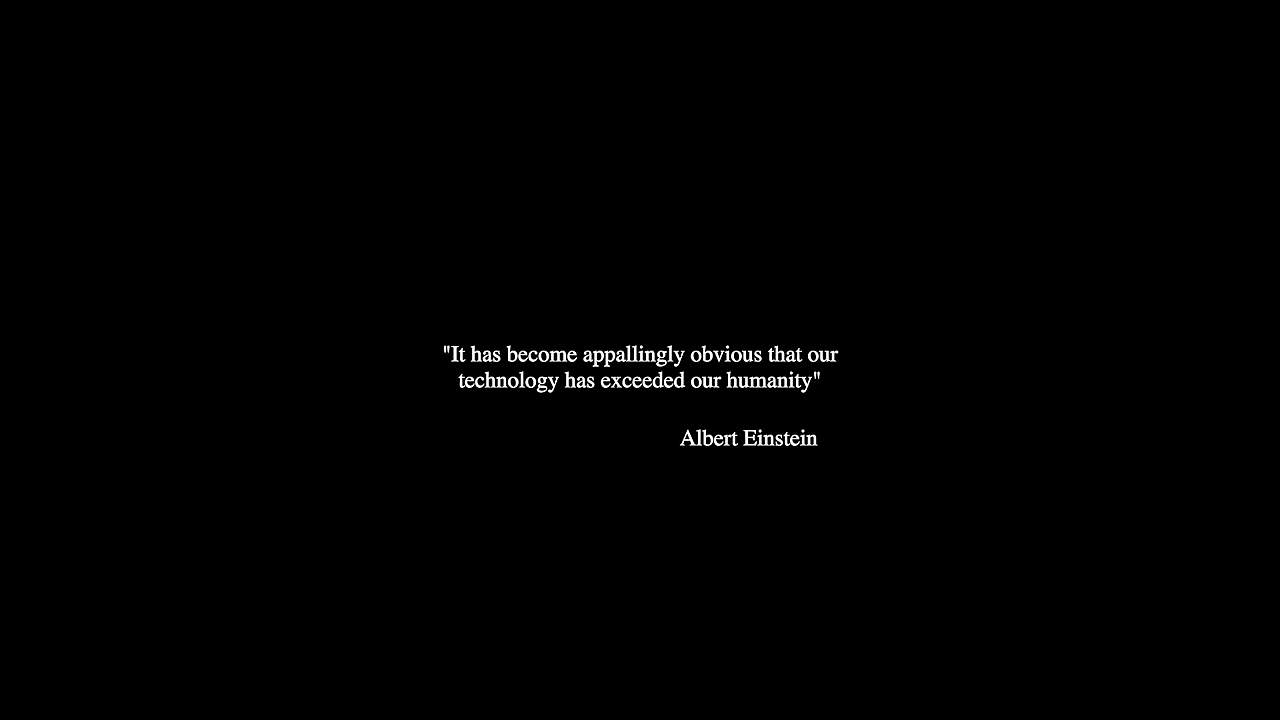 "It has become appallingly obvious that our
technology has exceeded our humanity"
Albert Einstein